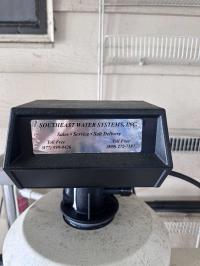 SOUTHEAST WATER SYSTEMS, INC.
Sales • Service • Salt Delivery
Toll Free Toll Free